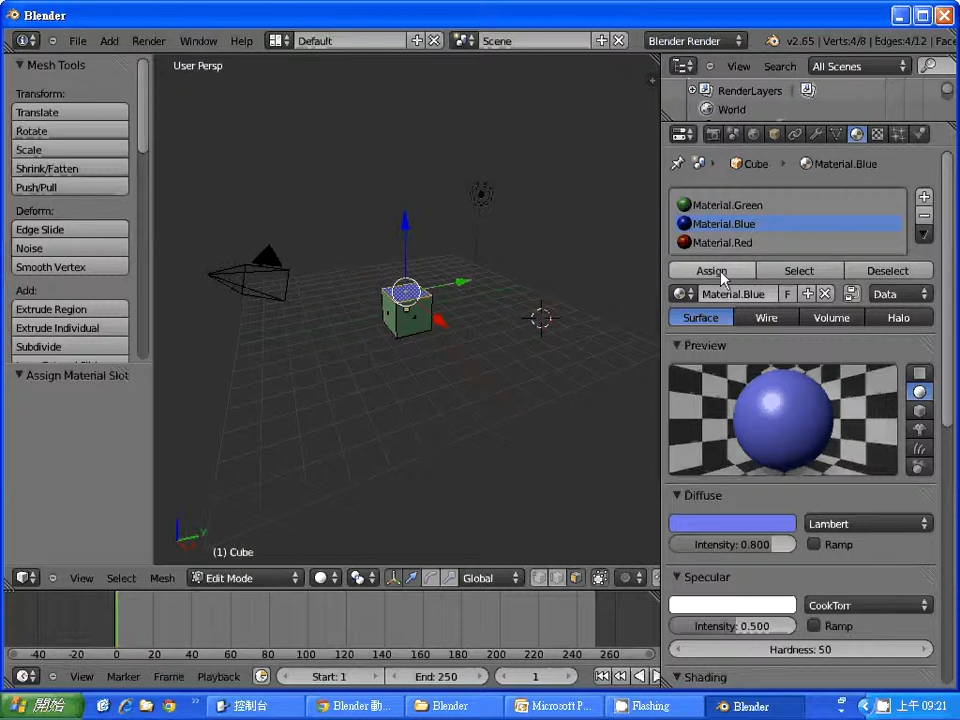 Blender
File Add Render Window Help Default Scene Blender Render v2.65 | Verts:4/8 | Edges:4/12 | Face
Mesh Tools
Transform:
Translate
Rotate
Scale
Shrink/Fatten
Push/Pull
Deform:
Edge Slide
Noise
Smooth Vertex
Add:
Extrude Region
Extrude Individual
Subdivide
Assign Material Slot
User Persp
(1) Cube
View Search All Scenes
RenderLayers
World
Cube Material.Blue
Material.Green
Material.Blue
Material.Red
Assign Select Deselect
Material.Blue F Data
Surface Wire Volume Halo
Preview
Diffuse
Lambert
Intensity: 0.800 Ramp
Specular
CookTorr
Intensity: 0.500 Ramp
Hardness: 50
Shading
View Select Mesh Edit Mode Global
-40 -20 0 20 40 60 80 100 120 140 160 180 200 220 240 260
View Marker Frame Playback Start: 1 End: 250 1
開始 控制台 Blender 動... Blender Microsoft P... Flashing Blender 上午 09:21